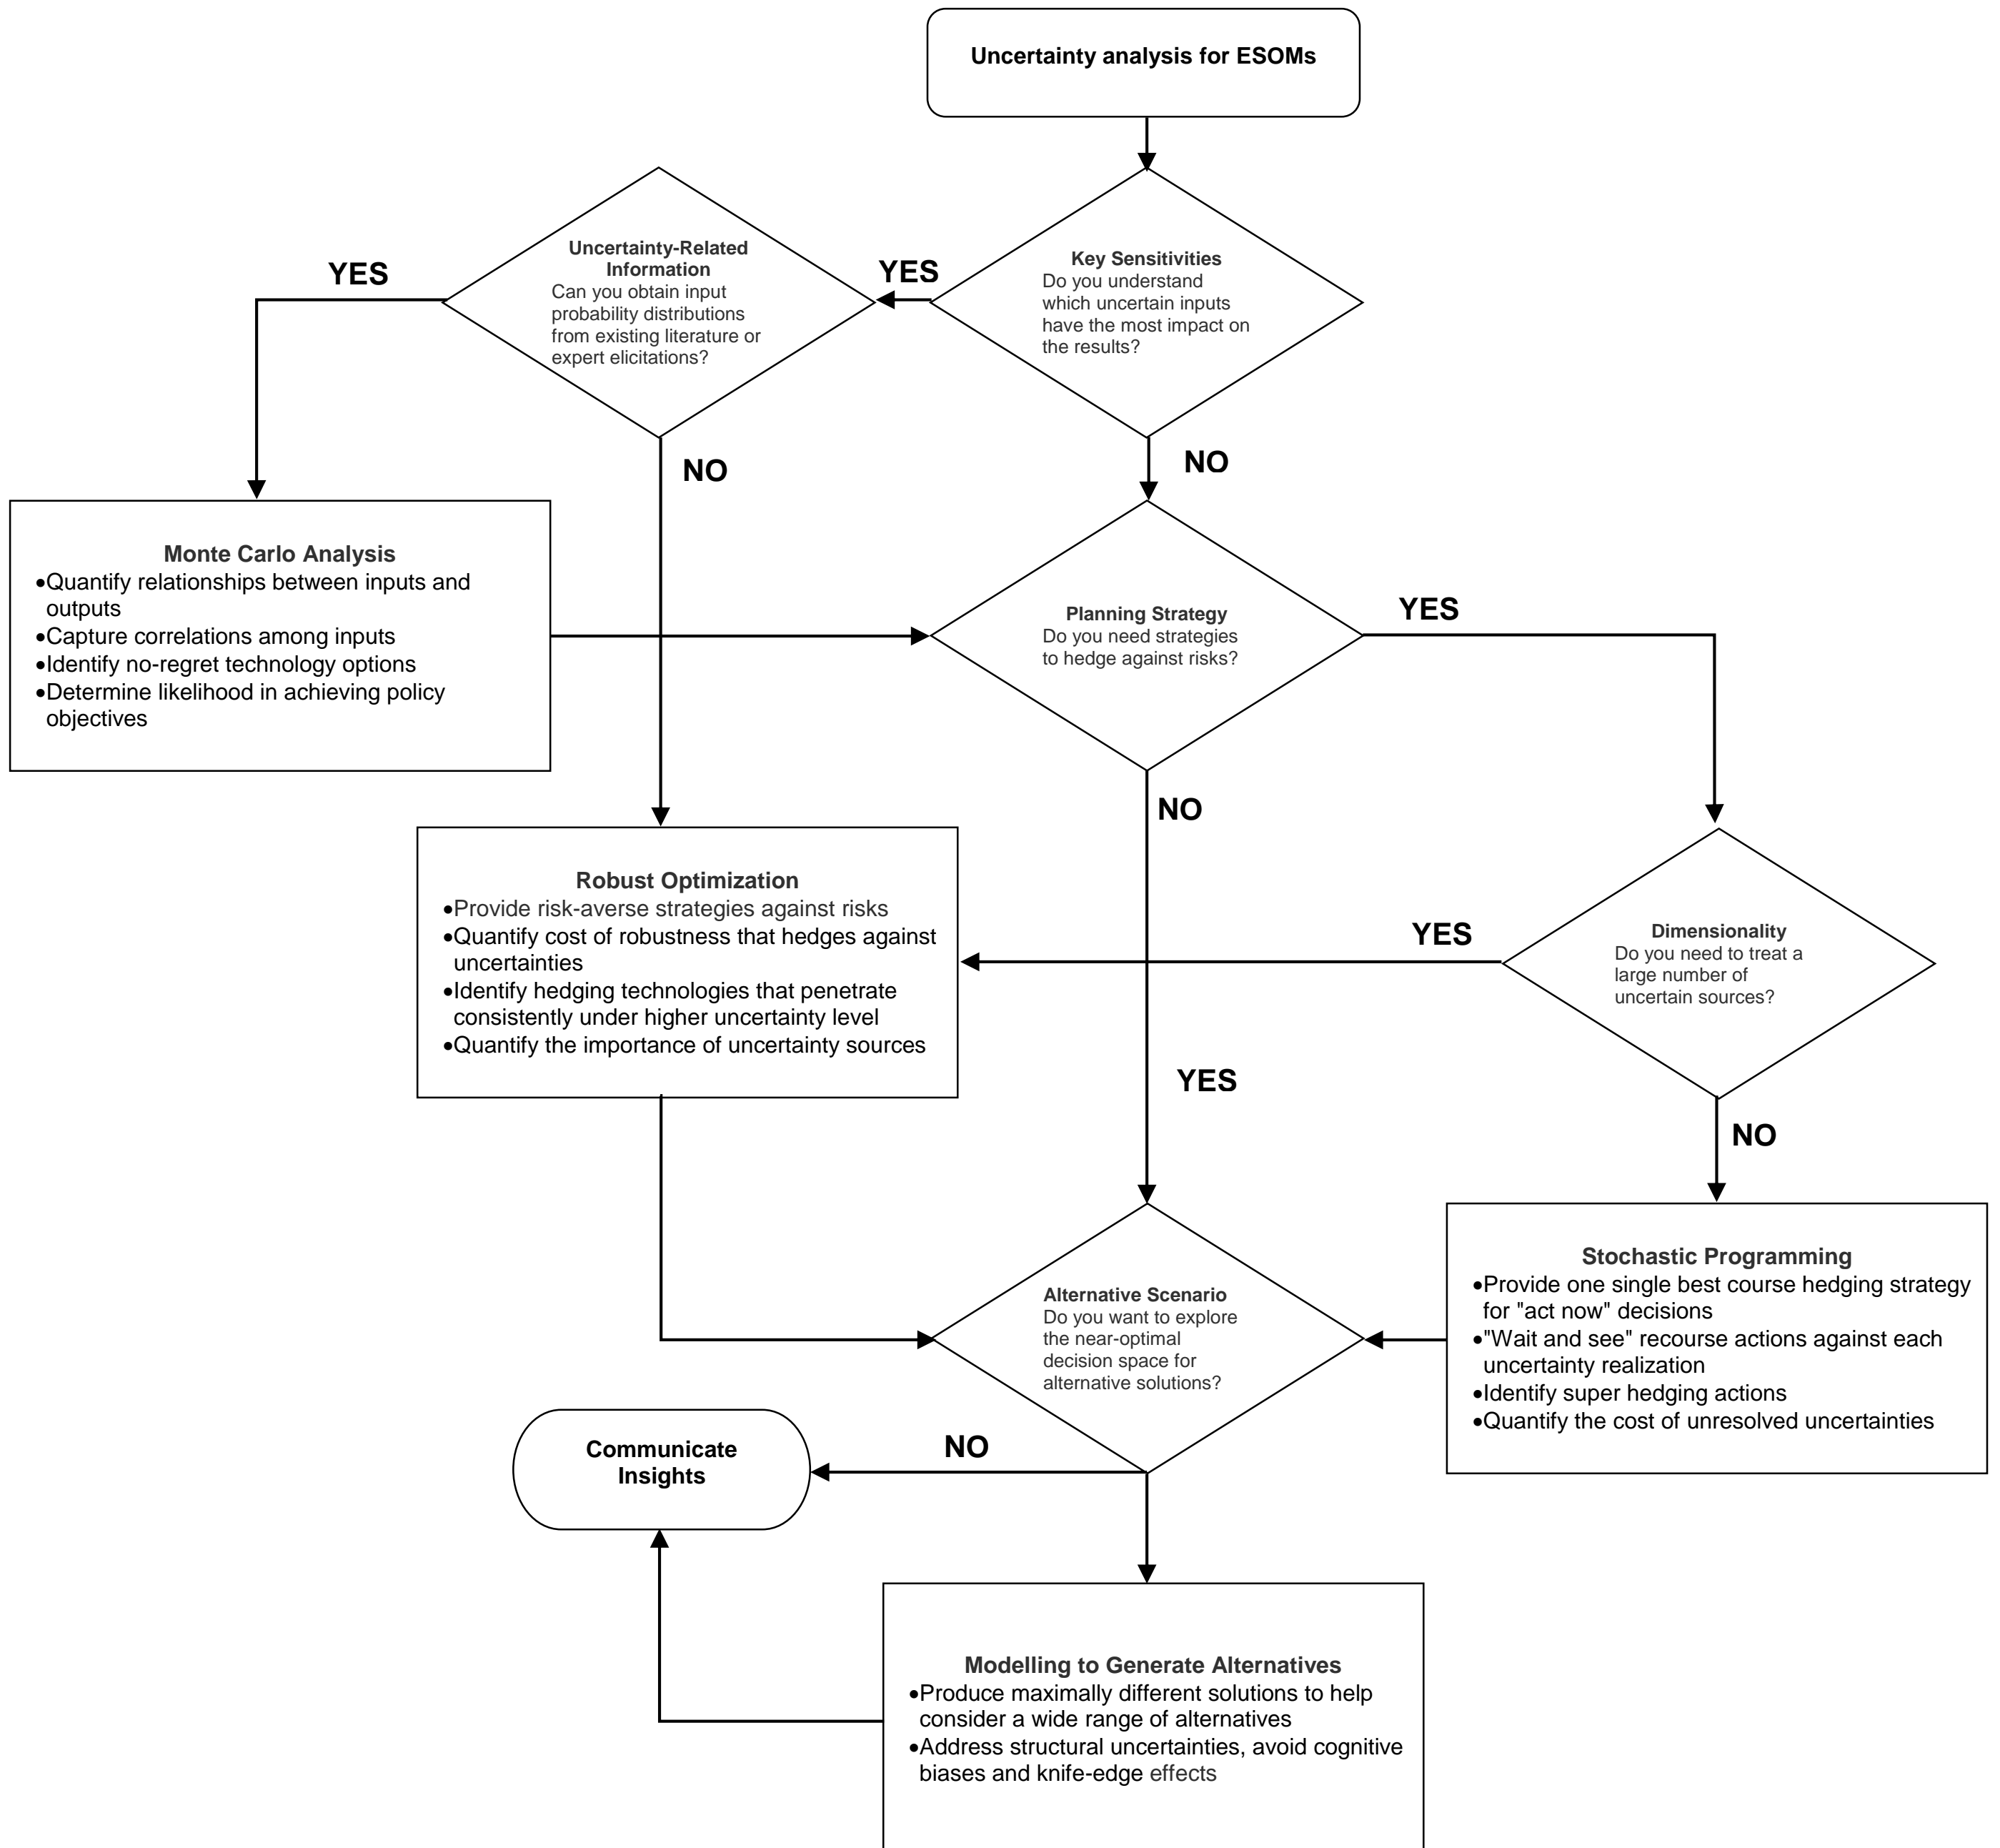 Uncertainty analysis for ESOMs
Uncertainty-Related
Information
Can you obtain input
probability distributions
from existing literature or
expert elicitations?
YES
YES
Key Sensitivities
Do you understand
which uncertain inputs
have the most impact on
the results?
NO
NO
Monte Carlo Analysis
•Quantify relationships between inputs and
outputs
•Capture correlations among inputs
•Identify no-regret technology options
•Determine likelihood in achieving policy
objectives
Planning Strategy
Do you need strategies
to hedge against risks?
YES
NO
Robust Optimization
•Provide risk-averse strategies against risks
•Quantify cost of robustness that hedges against
uncertainties
•Identify hedging technologies that penetrate
consistently under higher uncertainty level
•Quantify the importance of uncertainty sources
YES
Dimensionality
Do you need to treat a
large number of
uncertain sources?
YES
NO
Alternative Scenario
Do you want to explore
the near-optimal
decision space for
alternative solutions?
Stochastic Programming
•Provide one single best course hedging strategy
for "act now" decisions
•"Wait and see" recourse actions against each
uncertainty realization
•Identify super hedging actions
•Quantify the cost of unresolved uncertainties
Communicate
Insights
NO
Modelling to Generate Alternatives
•Produce maximally different solutions to help
consider a wide range of alternatives
•Address structural uncertainties, avoid cognitive
biases and knife-edge effects